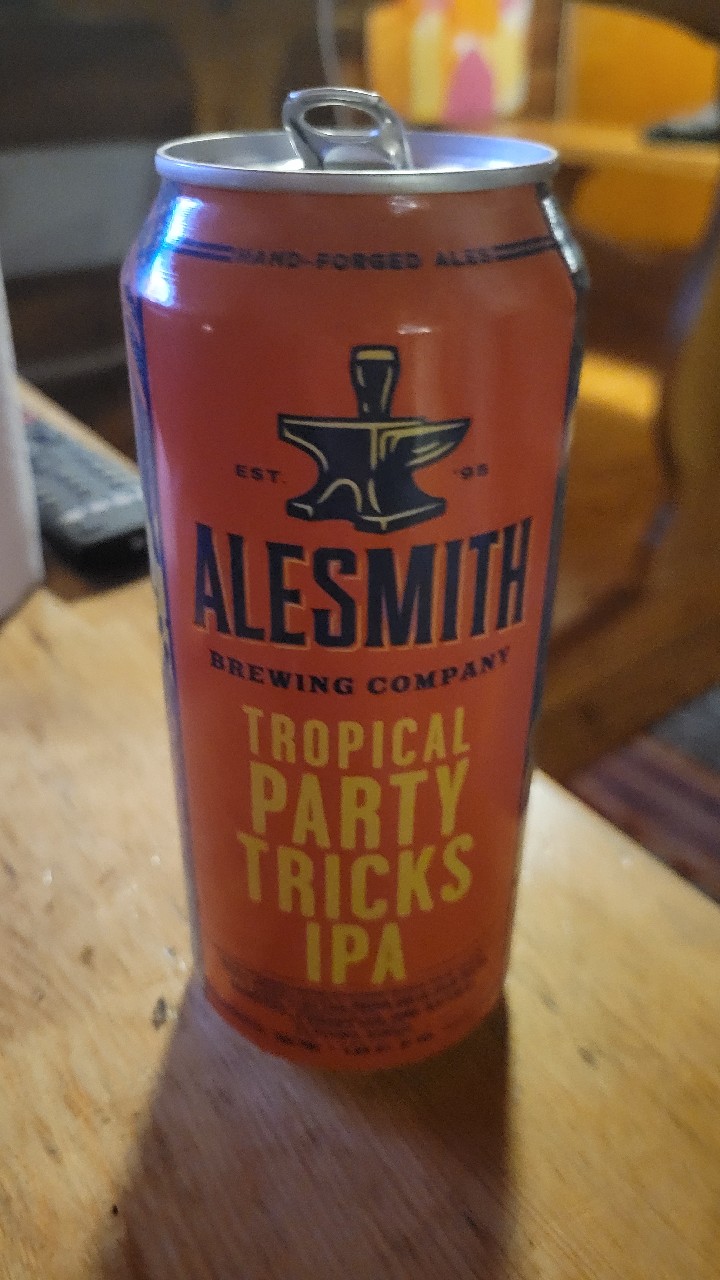 HAND-FORGED ALES
EST. '95
ALESMITH
BREWING COMPANY
TROPICAL
PARTY
TRICKS
IPA